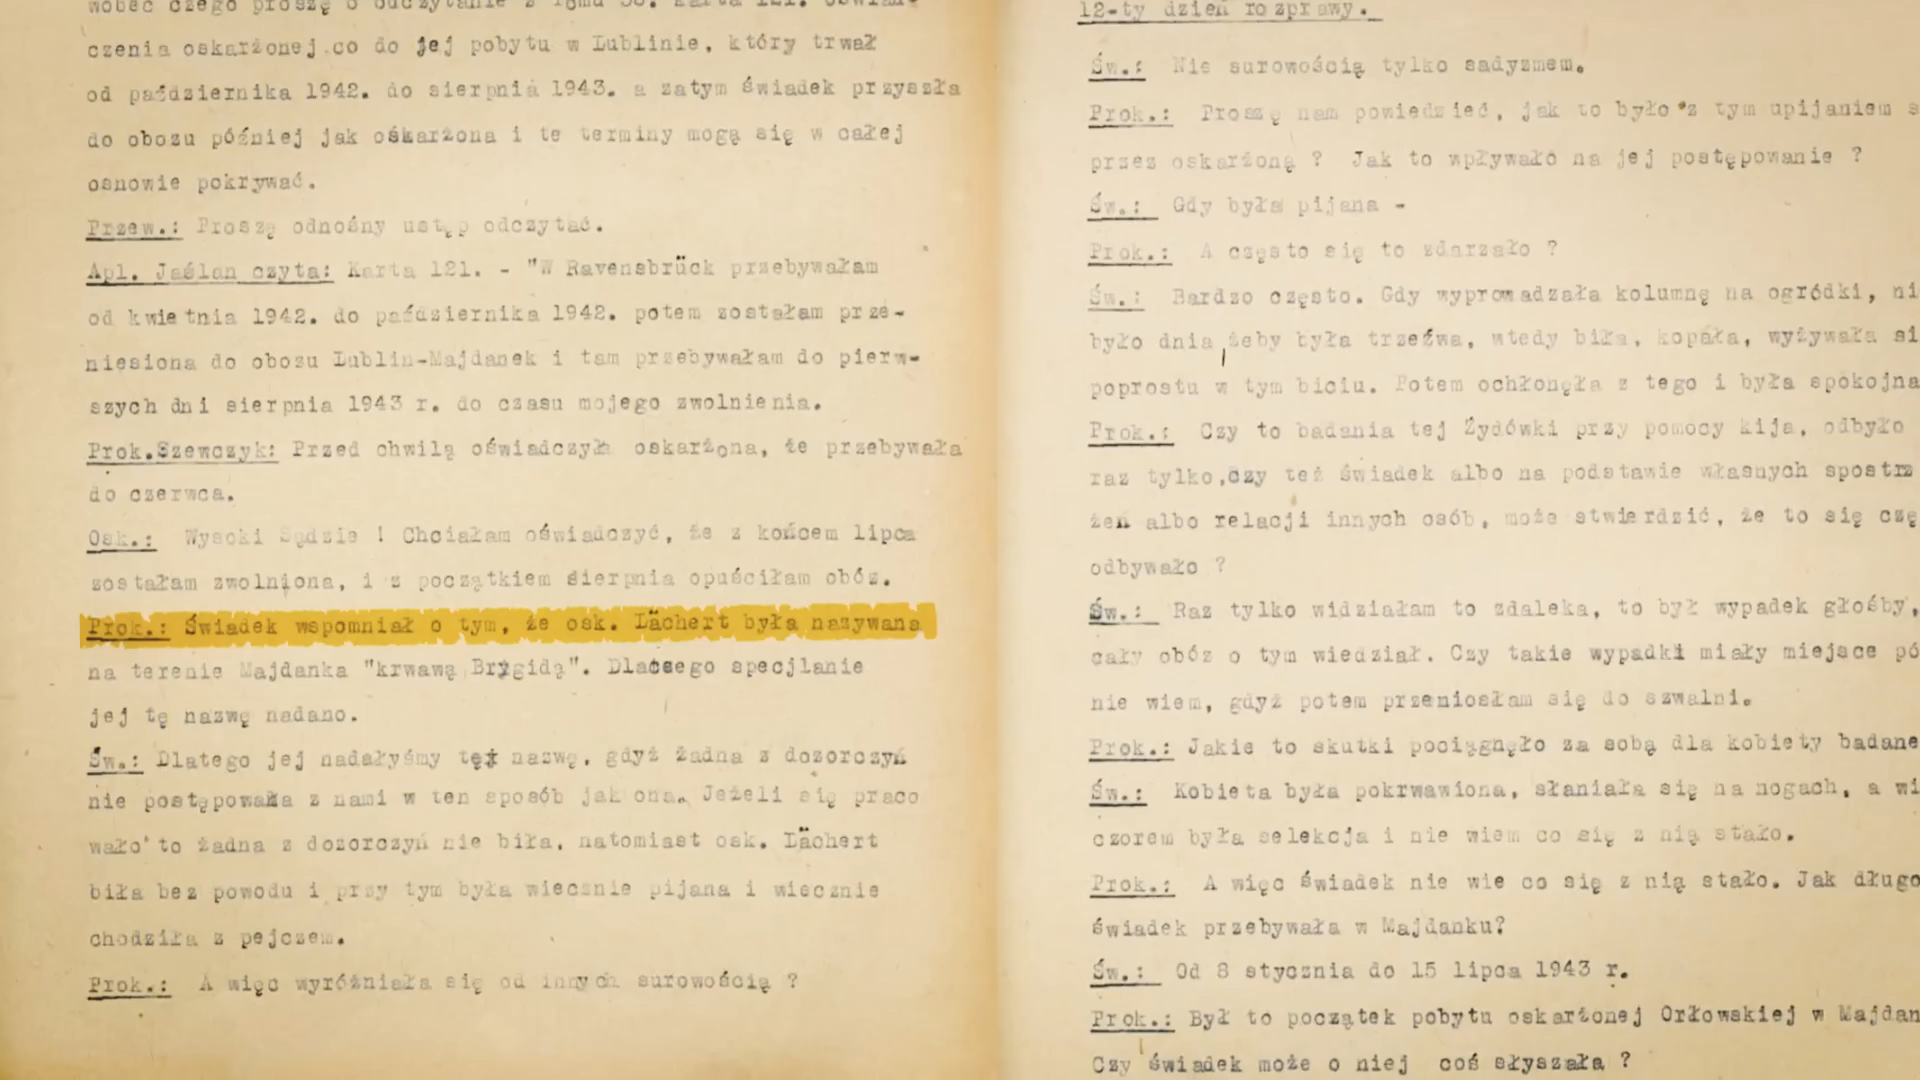 wobec czego proszę o odczytanie z Tomu
czenia oskarżonej co do jej pobytu w Lublinie, który trwał
od października 1942. do sierpnia 1943. a zatym świadek przyszła
do obozu później jak oskarżona i te terminy mogą się w całej
osnowie pokrywać.
Przew.: Proszę odnośny ustęp odczytać.
Apl. Jaślan czyta: Karta 121. - "W Ravensbrück przebywałam
od kwietnia 1942. do października 1942. potem zostałam prze-
niesiona do obozu Lublin-Majdanek i tam przebywałam do pierw-
szych dni sierpnia 1943 r. do czasu mojego zwolnienia.
Prok.Szewczyk: Przed chwilą oświadczyła oskarżona, że przebywała
do czerwca.
Osk.: Wysoki Sądzie ! Chciałam oświadczyć, że z końcem lipca
zostałam zwolniona, i z początkiem sierpnia opuściłam obóz.
Prok.: Świadek wspomniał o tym, że osk. Lächert była nazywana
na terenie Majdanka "krwawą Brygidą". Dlaczego specjlanie
jej tę nazwę nadano.
Św.: Dlatego jej nadałyśmy tę nazwę, gdyż żadna z dozorczyń
nie postępowała z nami w ten sposób jak ona. Jeżeli się praco
wało to żadna z dozorczyń nie biła, natomiast osk. Lächert
biła bez powodu i przy tym była wiecznie pijana i wiecznie
chodziła z pejczem.
Prok.: A więc wyróżniała się od innych surowością ?
12-ty dzień rozprawy.
Św.: Nie surowością tylko sadyzmem.
Prok.: Proszę nam powiedzieć, jak to było z tym upijaniem s
przez oskarżoną ? Jak to wpływało na jej postępowanie ?
Św.: Gdy była pijana -
Prok.: A często się to zdarzało ?
Św.: Bardzo często. Gdy wyprowadzała kolumnę na ogródki, ni
było dnia żeby była trzeźwa, wtedy biła, kopała, wyżywała si
poprostu w tym biciu. Potem ochłonęła z tego i była spokojna
Prok.: Czy to badania tej Żydówki przy pomocy kija, odbyło
raz tylko,czy też świadek albo na podstawie własnych spostrz
żeń albo relacji innych osób, może stwierdzić, że to się czę
odbywało ?
Św.: Raz tylko widziałam to zdaleka, to był wypadek głośby,
cały obóz o tym wiedział. Czy takie wypadki miały miejsce pó
nie wiem, gdyż potem przeniosłam się do szwalni.
Prok.: Jakie to skutki pociągnęło za sobą dla kobiety badane
Św.: Kobieta była pokrwawiona, słaniała się na nogach, a wi
czorem była selekcja i nie wiem co się z nią stało.
Prok.: A więc świadek nie wie co się z nią stało. Jak długo
świadek przebywała w Majdanku?
Św.: Od 8 stycznia do 15 lipca 1943 r.
Prok.: Był to początek pobytu oskarżonej Orłowskiej w Majdan
Czy świadek może o niej coś słyszała ?